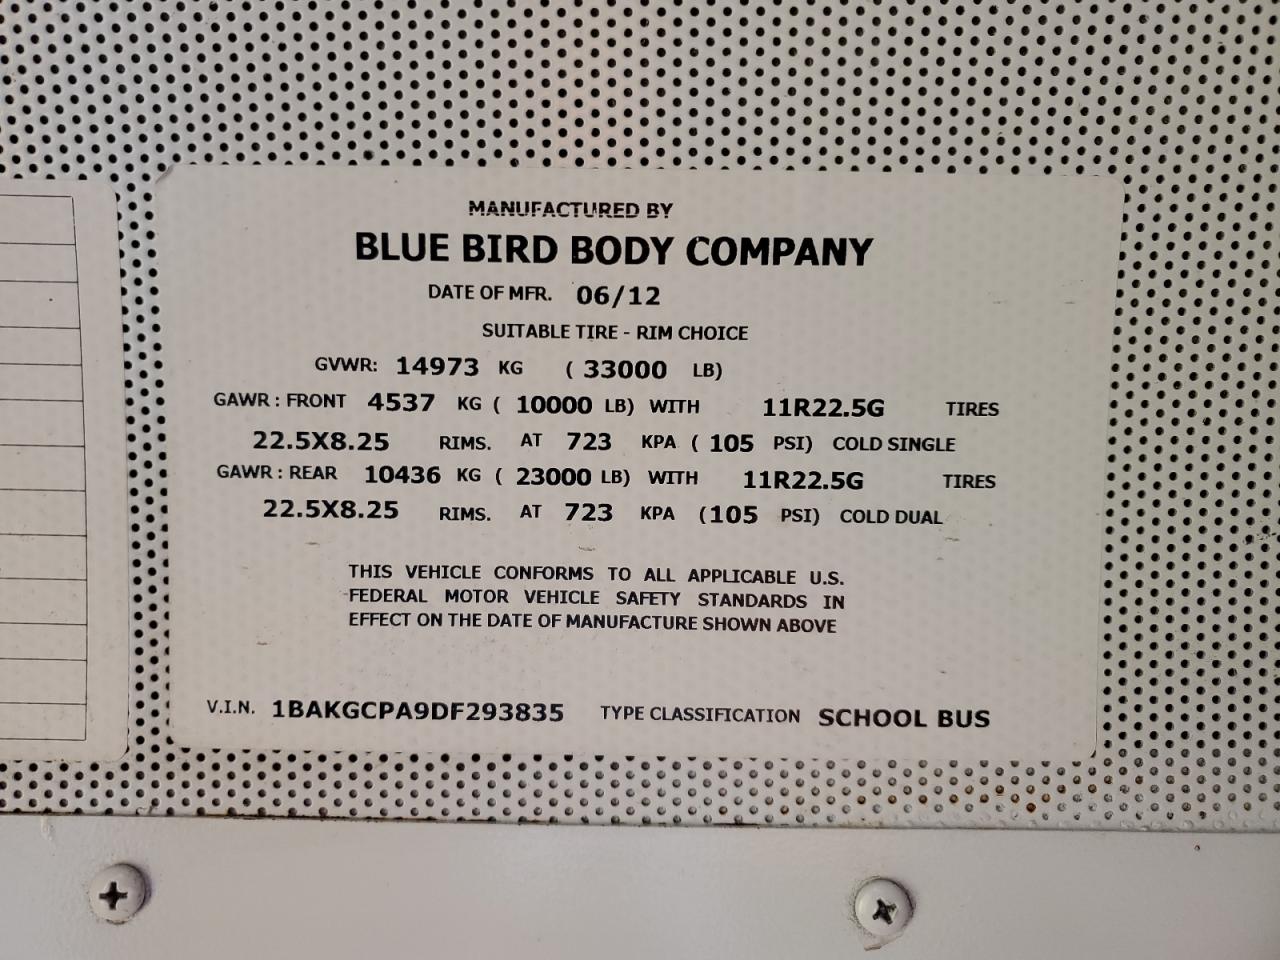 MANUFACTURED BY
BLUE BIRD BODY COMPANY
DATE OF MFR. 06/12
SUITABLE TIRE - RIM CHOICE
GVWR: 14973 KG ( 33000 LB)
GAWR : FRONT 4537 KG ( 10000 LB) WITH 11R22.5G TIRES
22.5X8.25 RIMS. AT 723 KPA ( 105 PSI) COLD SINGLE
GAWR : REAR 10436 KG ( 23000 LB) WITH 11R22.5G TIRES
22.5X8.25 RIMS. AT 723 KPA (105 PSI) COLD DUAL
THIS VEHICLE CONFORMS TO ALL APPLICABLE U.S.
FEDERAL MOTOR VEHICLE SAFETY STANDARDS IN
EFFECT ON THE DATE OF MANUFACTURE SHOWN ABOVE
V.I.N. 1BAKGCPA9DF293835 TYPE CLASSIFICATION SCHOOL BUS